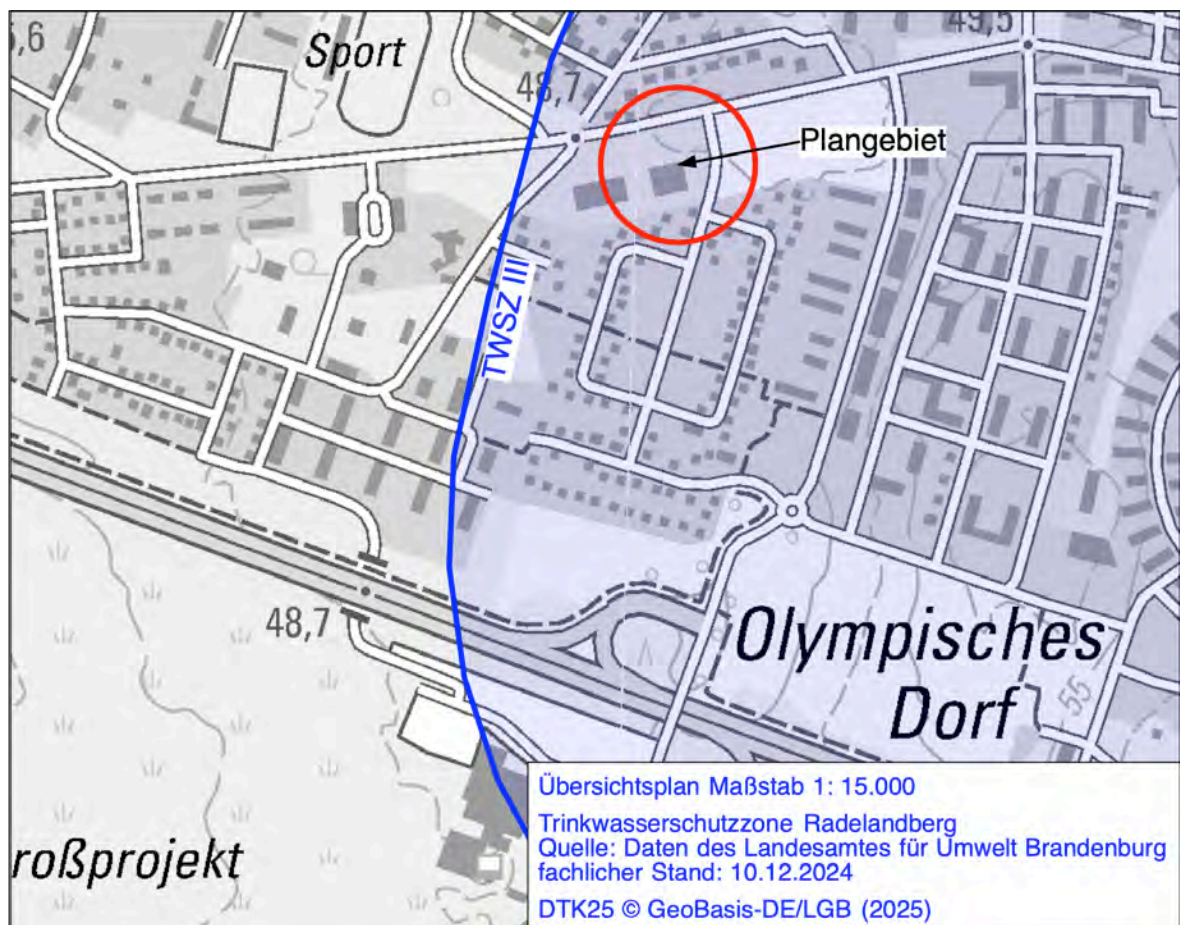 5,6
Sport
49,5
48,7
Plangebiet
TWSZ III
48,7
Olympisches
Dorf
55
roßprojekt
Übersichtsplan Maßstab 1: 15.000
Trinkwasserschutzzone Radelandberg
Quelle: Daten des Landesamtes für Umwelt Brandenburg
fachlicher Stand: 10.12.2024
DTK25 © GeoBasis-DE/LGB (2025)